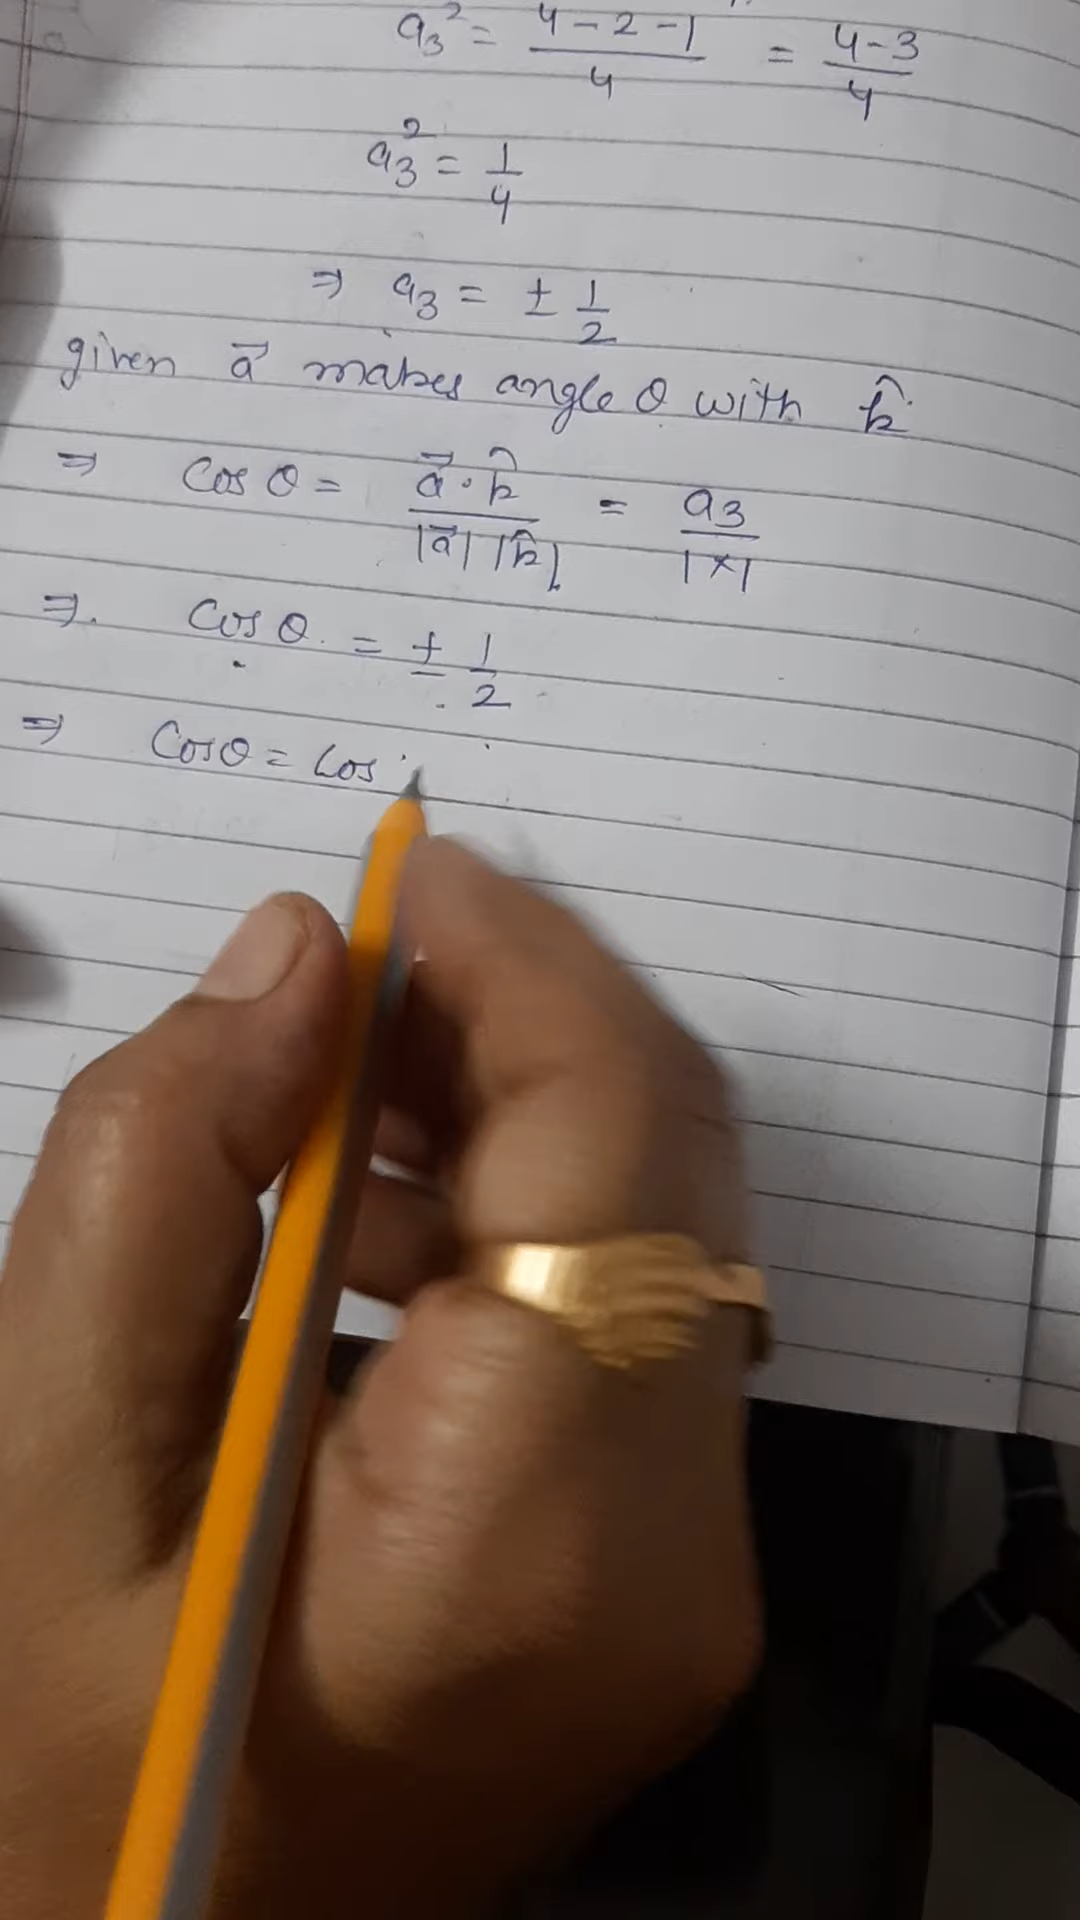 a₃² = (4 - 2 - 1)/4 = (4 - 3)/4
a₃² = 1/4
⇒ a₃ = ± 1/2
given a⃗ makes angle θ with k̂
⇒ Cos θ = (a⃗ · k̂)/(|a⃗| |k̂|) = a₃/(1×1)
⇒ Cos θ = ± 1/2
⇒ Cos θ = Cos